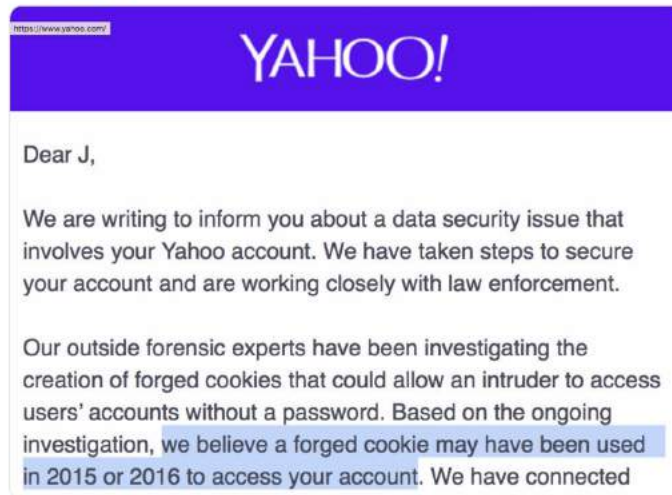 https://www.yahoo.com/
YAHOO!
Dear J,
We are writing to inform you about a data security issue that
involves your Yahoo account. We have taken steps to secure
your account and are working closely with law enforcement.
Our outside forensic experts have been investigating the
creation of forged cookies that could allow an intruder to access
users' accounts without a password. Based on the ongoing
investigation, we believe a forged cookie may have been used
in 2015 or 2016 to access your account. We have connected